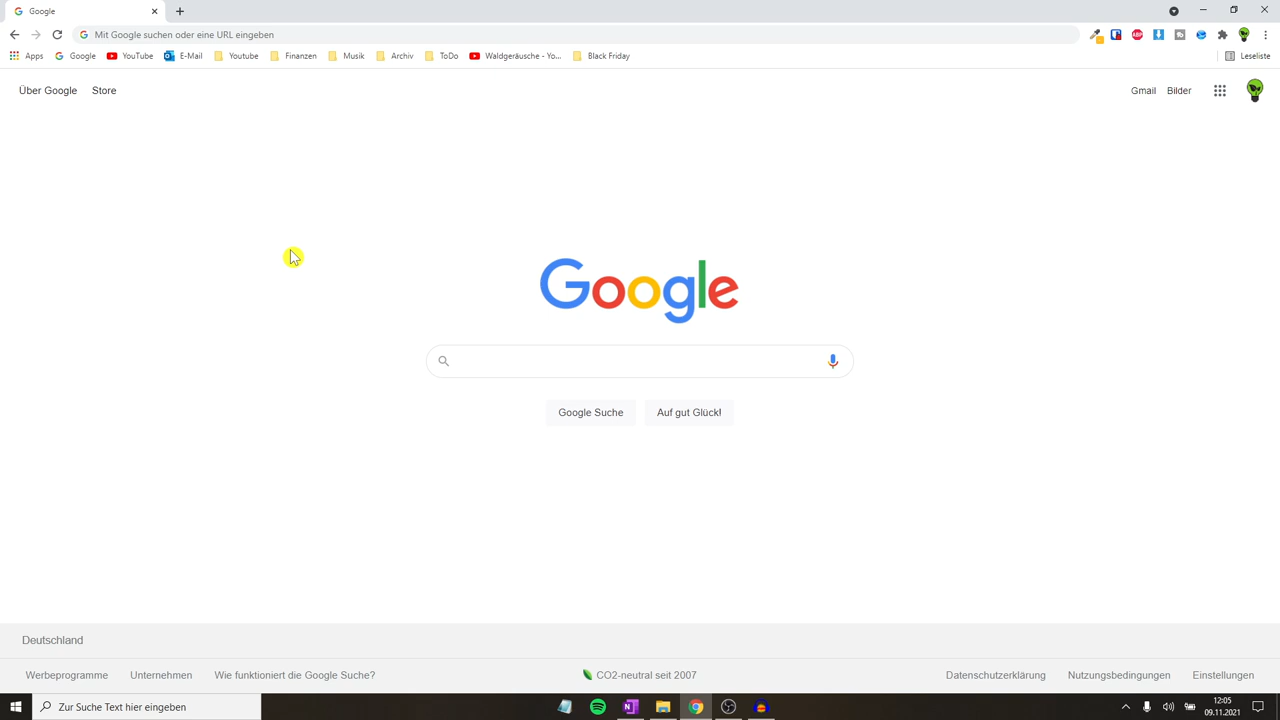 Google
Mit Google suchen oder eine URL eingeben
Apps Google YouTube E-Mail Youtube Finanzen Musik Archiv ToDo Waldgeräusche - Yo... Black Friday Leseliste
Über Google Store Gmail Bilder
Google
Google Suche Auf gut Glück!
Deutschland
Werbeprogramme Unternehmen Wie funktioniert die Google Suche? CO2-neutral seit 2007 Datenschutzerklärung Nutzungsbedingungen Einstellungen
Zur Suche Text hier eingeben
12:05
09.11.2021